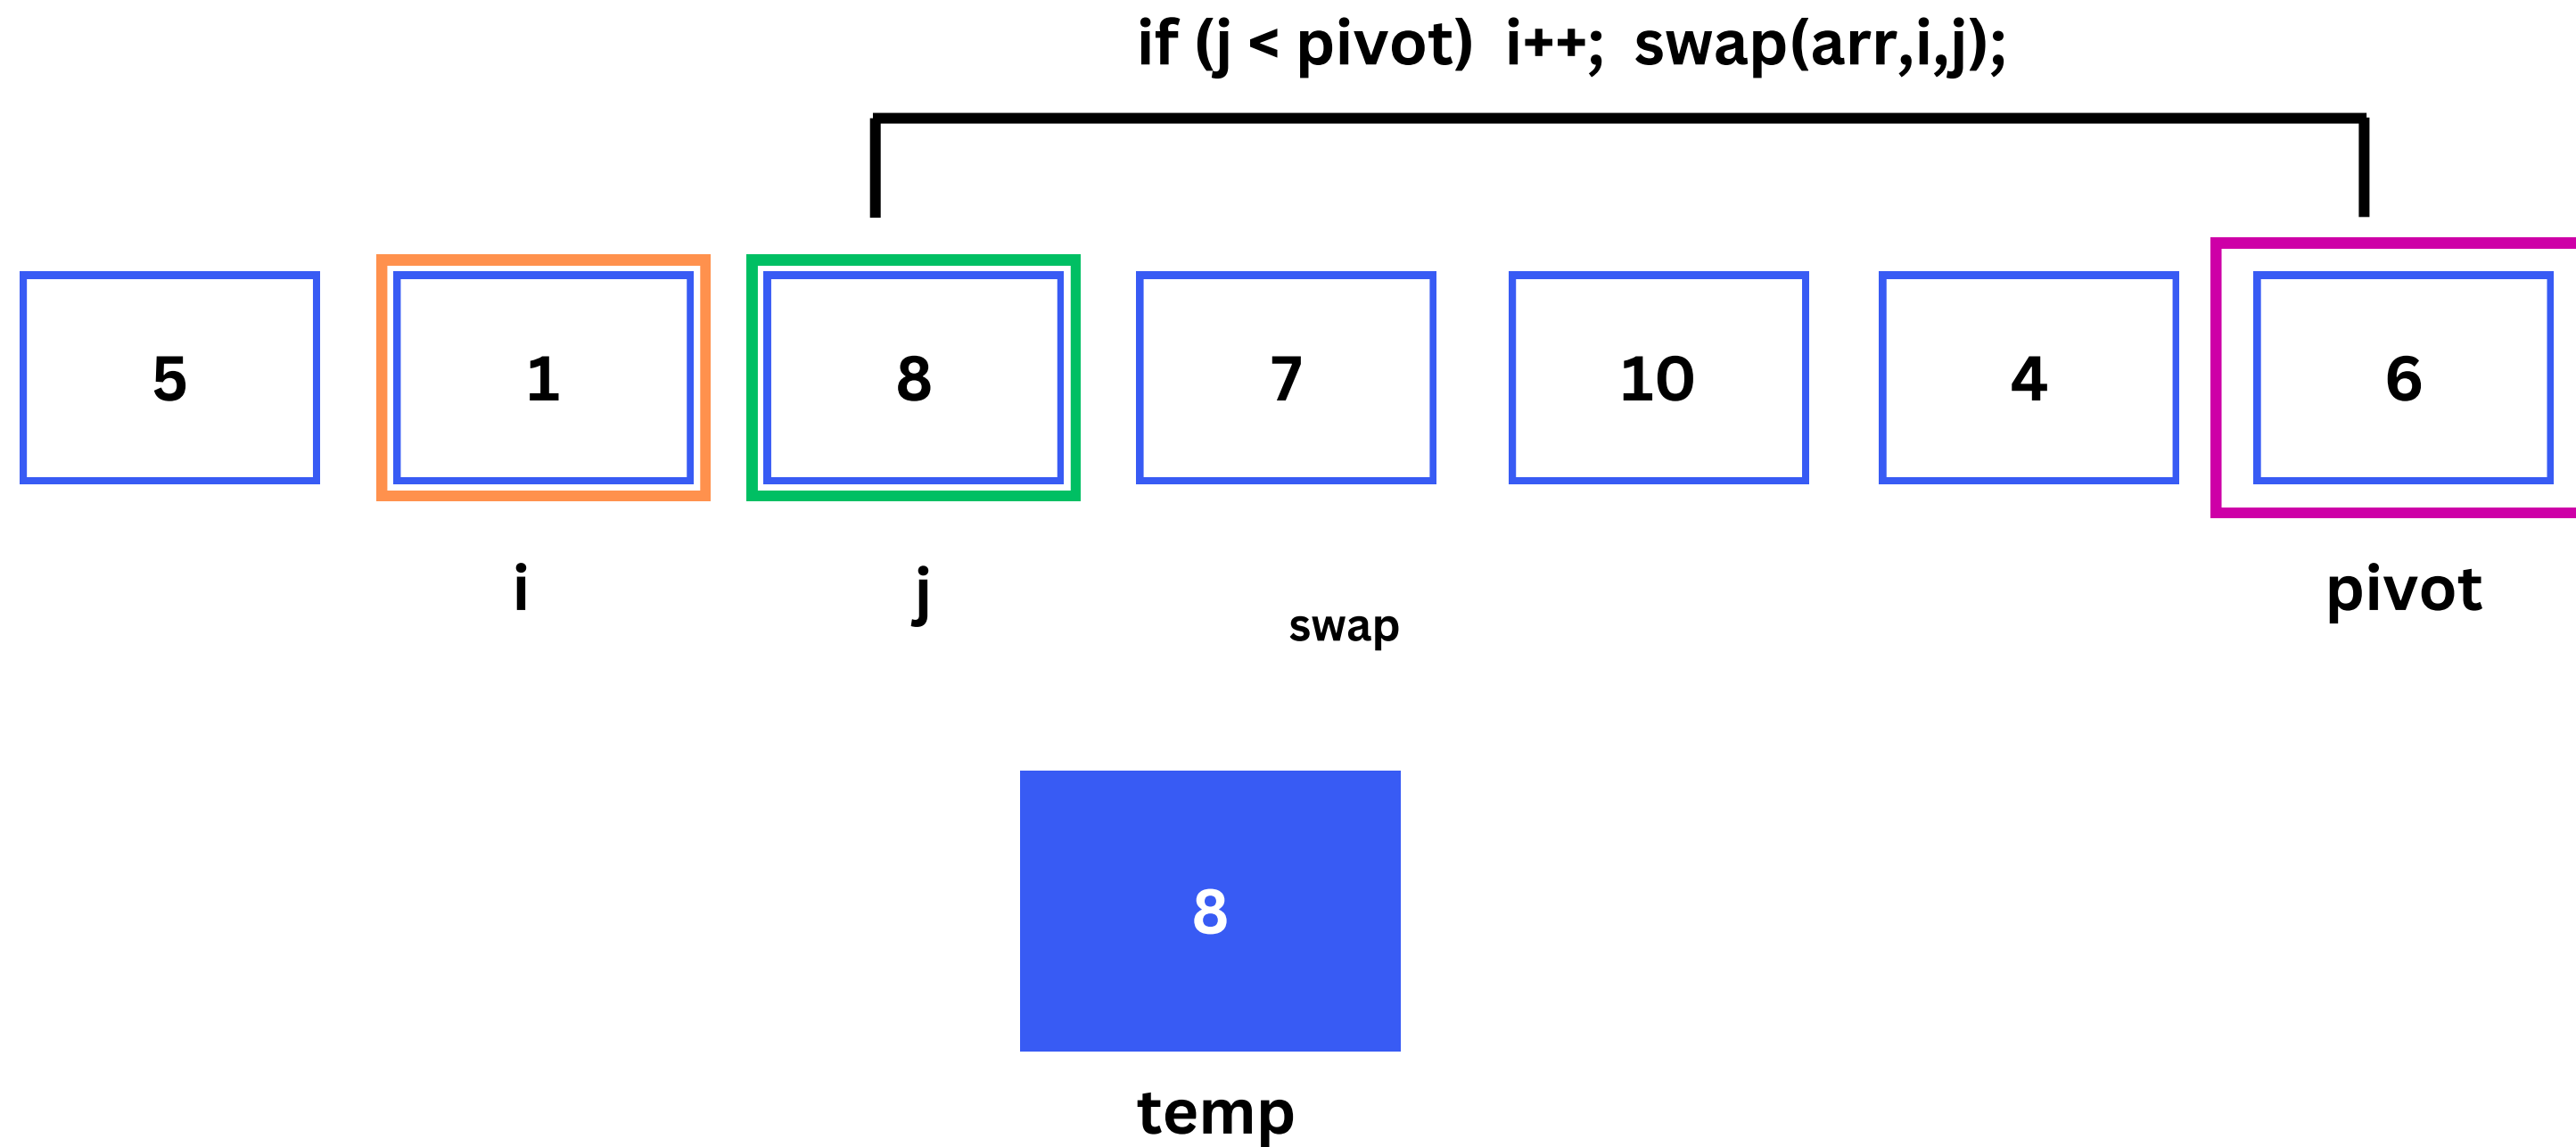 if (j < pivot)  i++;  swap(arr,i,j);
5 1 8 7 10 4 6
i j pivot
swap
8
temp